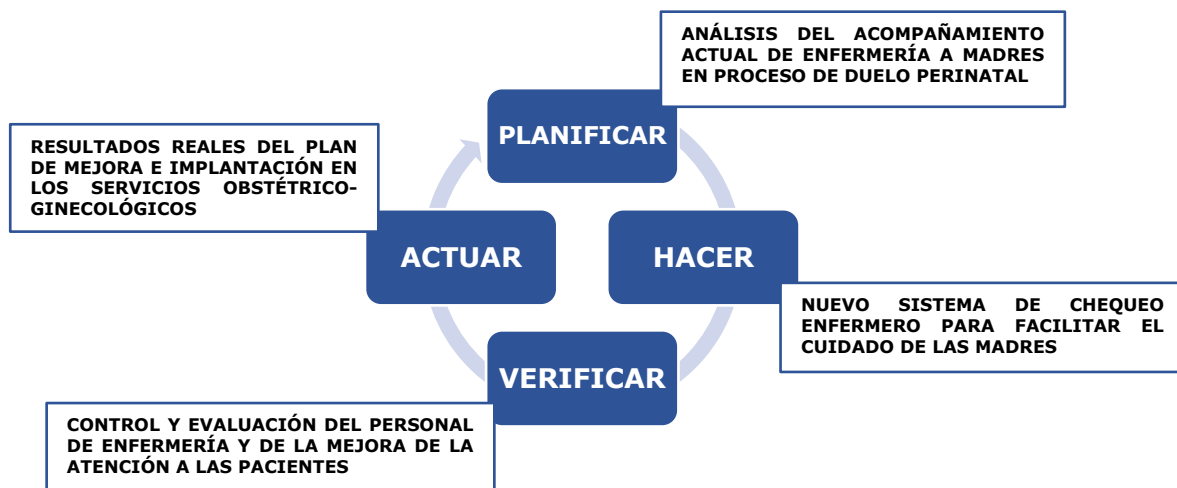 ANÁLISIS DEL ACOMPAÑAMIENTO
ACTUAL DE ENFERMERÍA A MADRES
EN PROCESO DE DUELO PERINATAL
PLANIFICAR
RESULTADOS REALES DEL PLAN
DE MEJORA E IMPLANTACIÓN EN
LOS SERVICIOS OBSTÉTRICO-
GINECOLÓGICOS
ACTUAR
HACER
NUEVO SISTEMA DE CHEQUEO
ENFERMERO PARA FACILITAR EL
CUIDADO DE LAS MADRES
VERIFICAR
CONTROL Y EVALUACIÓN DEL PERSONAL
DE ENFERMERÍA Y DE LA MEJORA DE LA
ATENCIÓN A LAS PACIENTES